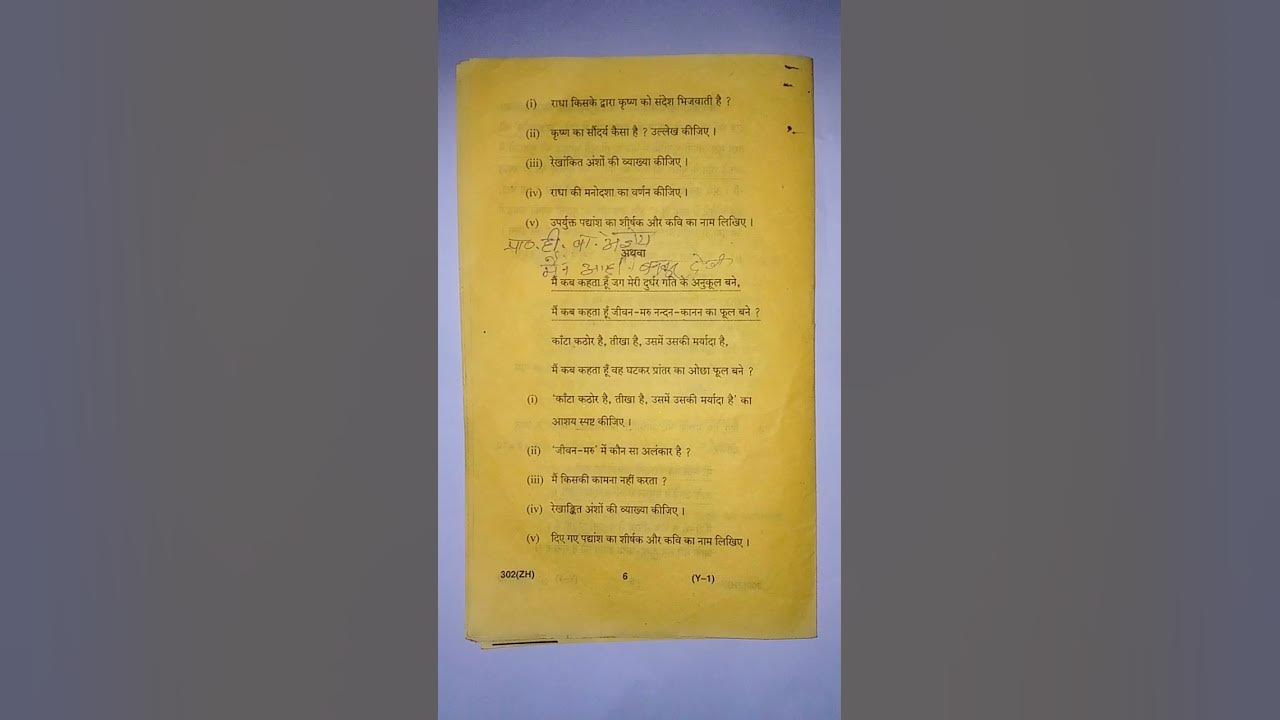 (i) राधा किसके द्वारा कृष्ण को संदेश भिजवाती है ?
(ii) कृष्ण का सौंदर्य कैसा है ? उल्लेख कीजिए ।
(iii) रेखांकित अंशों की व्याख्या कीजिए ।
(iv) राधा की मनोदशा का वर्णन कीजिए ।
(v) उपर्युक्त पद्यांश का शीर्षक और कवि का नाम लिखिए ।
अथवा
मैं कब कहता हूँ जग मेरी दुर्धर गति के अनुकूल बने,
मैं कब कहता हूँ जीवन-मरु नन्दन-कानन का फूल बने ?
काँटा कठोर है, तीखा है, उसमें उसकी मर्यादा है,
मैं कब कहता हूँ वह घटकर प्रांतर का ओछा फूल बने ?
(i) 'काँटा कठोर है, तीखा है, उसमें उसकी मर्यादा है' का
आशय स्पष्ट कीजिए ।
(ii) 'जीवन-मरु' में कौन सा अलंकार है ?
(iii) मैं किसकी कामना नहीं करता ?
(iv) रेखाङ्कित अंशों की व्याख्या कीजिए ।
(v) दिए गए पद्यांश का शीर्षक और कवि का नाम लिखिए ।
302(ZH) 6 (Y-1)